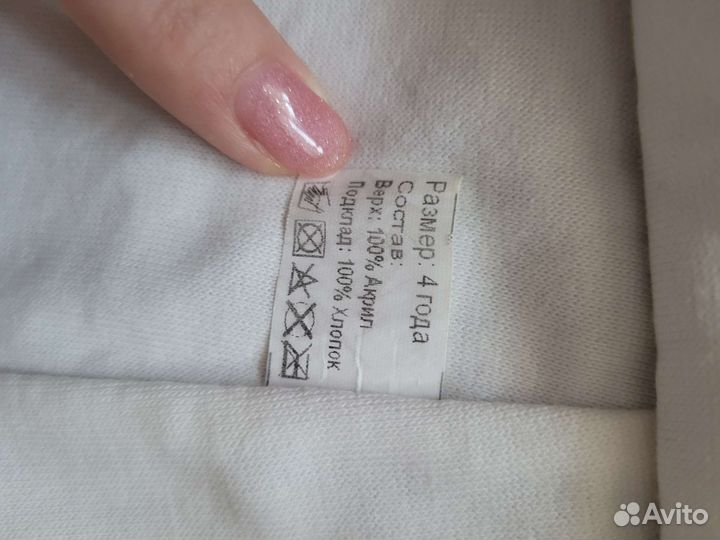 Размер: 4 года
Состав:
Верх: 100% Акрил
Подклад: 100% Хлопок
Avito